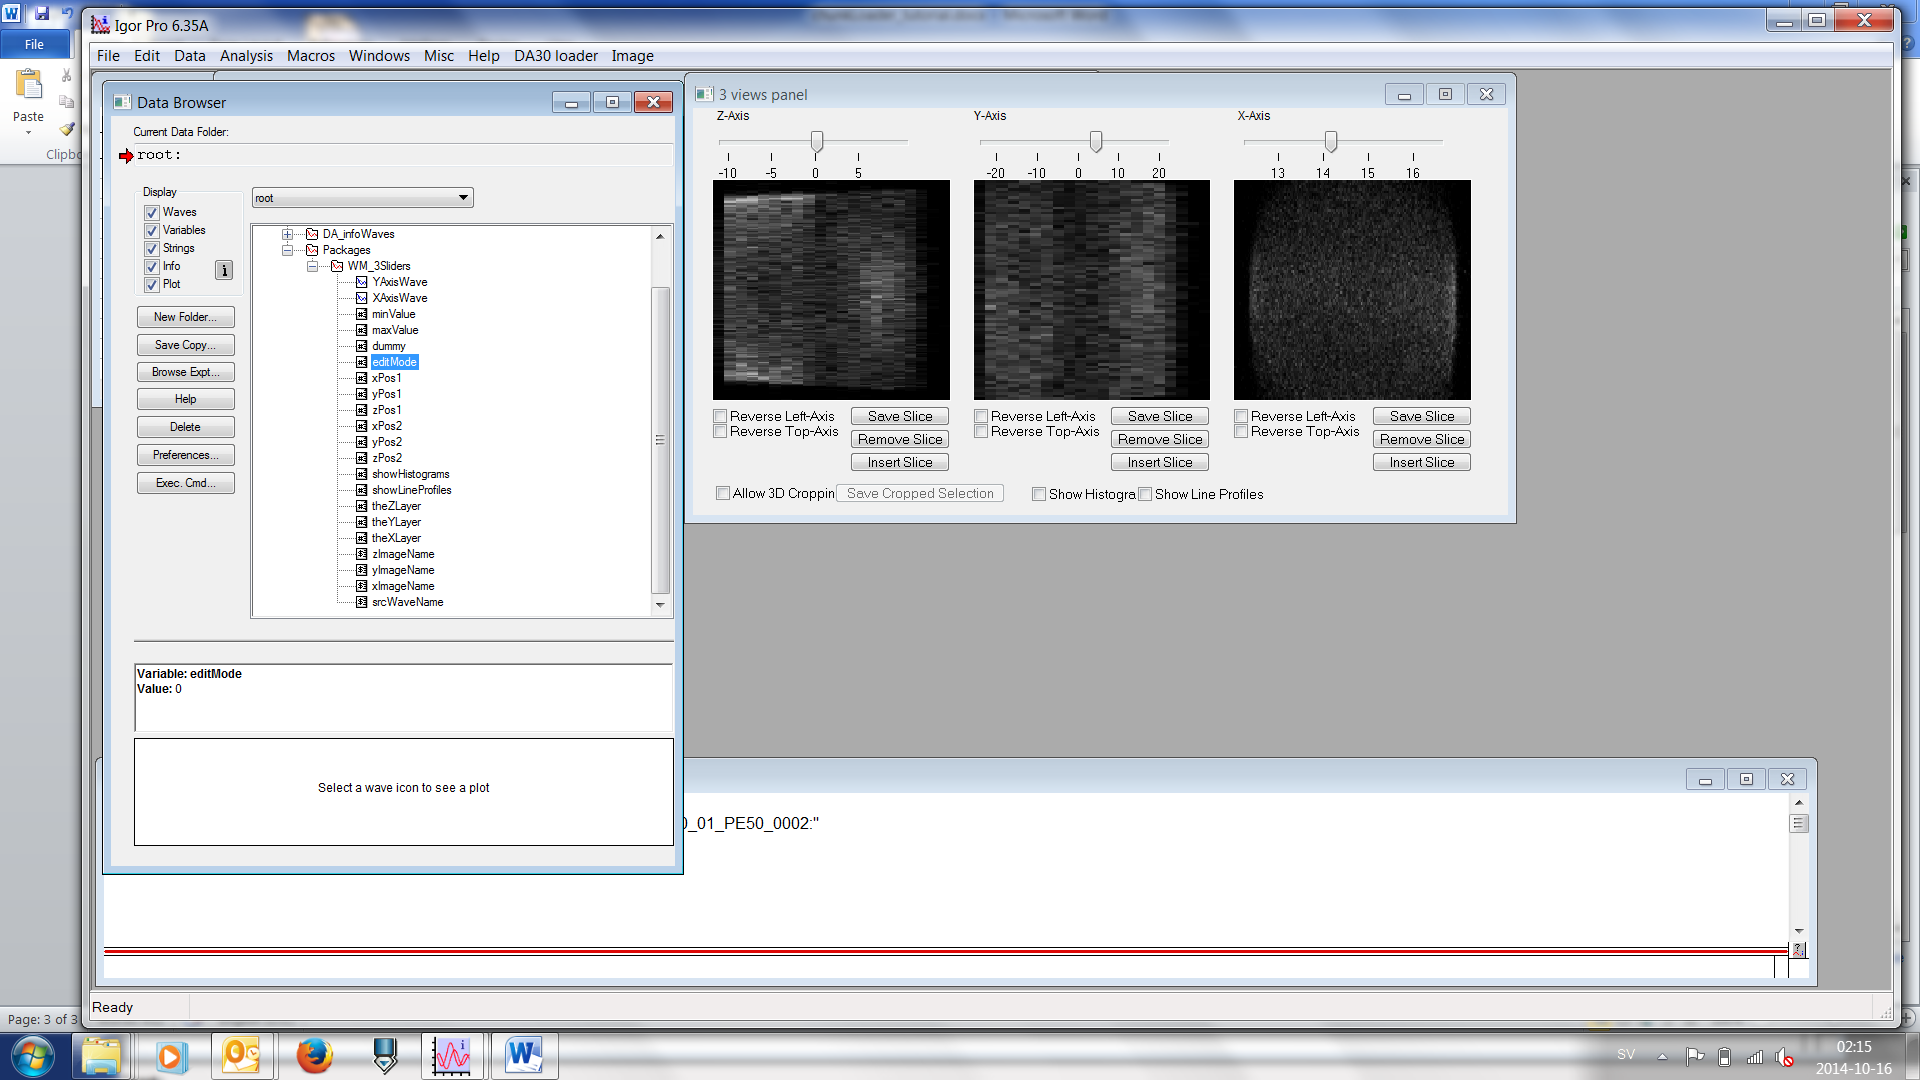 Igor Pro 6.35A
File
File Edit Data Analysis Macros Windows Misc Help DA30 loader Image
Paste
Data Browser
Current Data Folder:
root:
Display
root
Waves
Variables
Strings
Info
Plot
New Folder...
Save Copy...
Browse Expt...
Help
Delete
Preferences...
Exec. Cmd...
DA_infoWaves
Packages
WM_3Sliders
YAxisWave
XAxisWave
minValue
maxValue
dummy
editMode
xPos1
yPos1
zPos1
xPos2
yPos2
zPos2
showHistograms
showLineProfiles
theZLayer
theYLayer
theXLayer
zImageName
yImageName
xImageName
srcWaveName
Variable: editMode
Value: 0
Select a wave icon to see a plot
3 views panel
Z-Axis Y-Axis X-Axis
-10 -5 0 5 -20 -10 0 10 20 13 14 15 16
Reverse Left-Axis Save Slice Reverse Left-Axis Save Slice Reverse Left-Axis Save Slice
Reverse Top-Axis Remove Slice Reverse Top-Axis Remove Slice Reverse Top-Axis Remove Slice
Insert Slice Insert Slice Insert Slice
Allow 3D Croppin Save Cropped Selection Show Histogra Show Line Profiles
0_01_PE50_0002:"
Ready
Clipbo
Page: 3 of 3
SV
02:15
2014-10-16